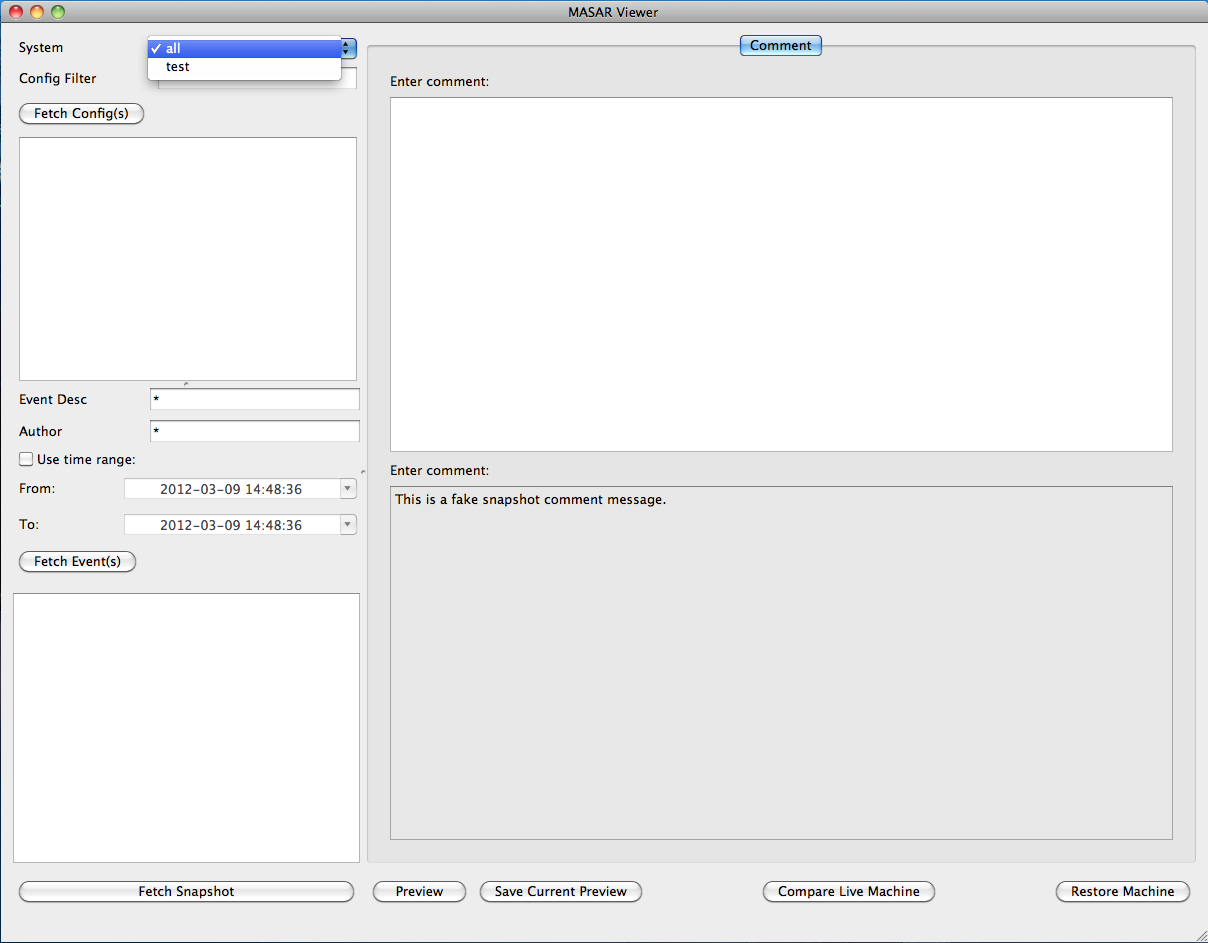 MASAR Viewer
System
✓ all
test
Config Filter
Fetch Config(s)
Event Desc
*
Author
*
Use time range:
From:
2012-03-09 14:48:36
To:
2012-03-09 14:48:36
Fetch Event(s)
Fetch Snapshot
Comment
Enter comment:
Enter comment:
This is a fake snapshot comment message.
Preview
Save Current Preview
Compare Live Machine
Restore Machine